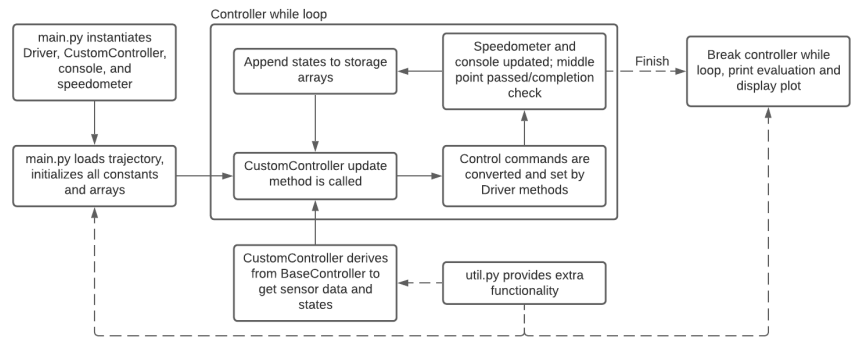 Controller while loop
main.py instantiates
Driver, CustomController,
console, and
speedometer
Append states to storage
arrays
Speedometer and
console updated; middle
point passed/completion
check
Finish
Break controller while
loop, print evaluation and
display plot
main.py loads trajectory,
initializes all constants
and arrays
CustomController update
method is called
Control commands are
converted and set by
Driver methods
CustomController derives
from BaseController to
get sensor data and
states
util.py provides extra
functionality